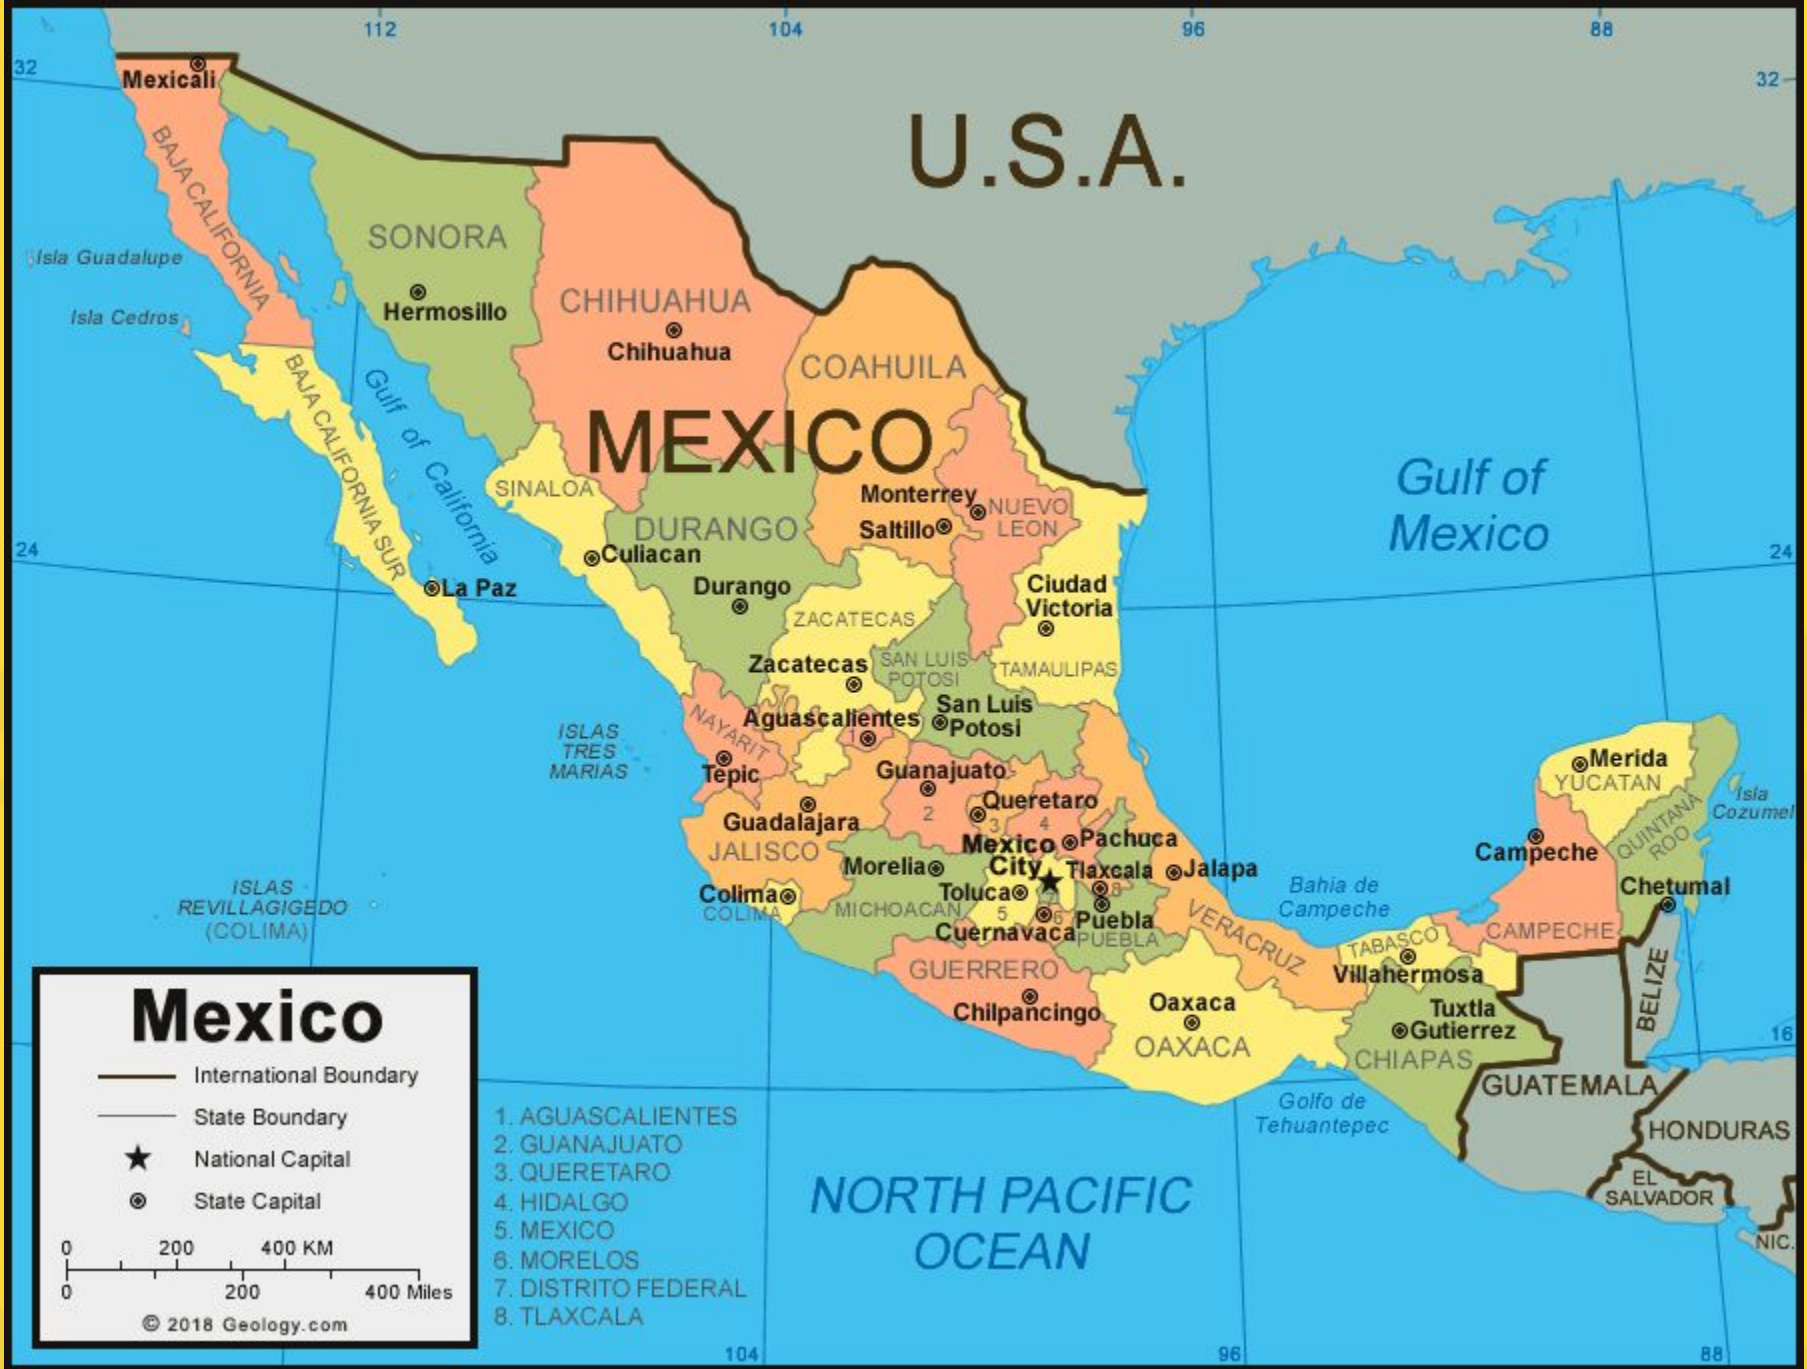 112
104
96
88
32
32
Mexicali
BAJA CALIFORNIA
U.S.A.
SONORA
Isla Guadalupe
Hermosillo
CHIHUAHUA
Isla Cedros
Chihuahua
COAHUILA
BAJA CALIFORNIA SUR
Gulf of California
MEXICO
Gulf of
Mexico
SINALOA
Monterrey
NUEVO
LEON
DURANGO
Saltillo
24
24
Culiacan
La Paz
Durango
Ciudad
Victoria
ZACATECAS
Zacatecas
SAN LUIS
POTOSI
TAMAULIPAS
San Luis
Potosi
NAYARIT
Aguascalientes
1
ISLAS
TRES
MARIAS
Tepic
Guanajuato
2
Queretaro
3
4
Merida
YUCATAN
Isla
Cozumel
QUINTANA
ROO
Guadalajara
JALISCO
Mexico
City
Pachuca
Campeche
Morelia
Tlaxcala
8
Jalapa
Colima
COLIMA
Toluca
5
7
6
MICHOACAN
Cuernavaca
Puebla
PUEBLA
VERACRUZ
Bahia de
Campeche
Chetumal
ISLAS
REVILLAGIGEDO
(COLIMA)
TABASCO
CAMPECHE
Villahermosa
GUERRERO
Chilpancingo
Oaxaca
OAXACA
Tuxtla
Gutierrez
CHIAPAS
BELIZE
16
GUATEMALA
Golfo de
Tehuantepec
HONDURAS
EL
SALVADOR
NIC.
NORTH PACIFIC
OCEAN
Mexico
International Boundary
State Boundary
National Capital
State Capital
0 200 400 KM
0 200 400 Miles
© 2018 Geology.com
1. AGUASCALIENTES
2. GUANAJUATO
3. QUERETARO
4. HIDALGO
5. MEXICO
6. MORELOS
7. DISTRITO FEDERAL
8. TLAXCALA
104
96
88